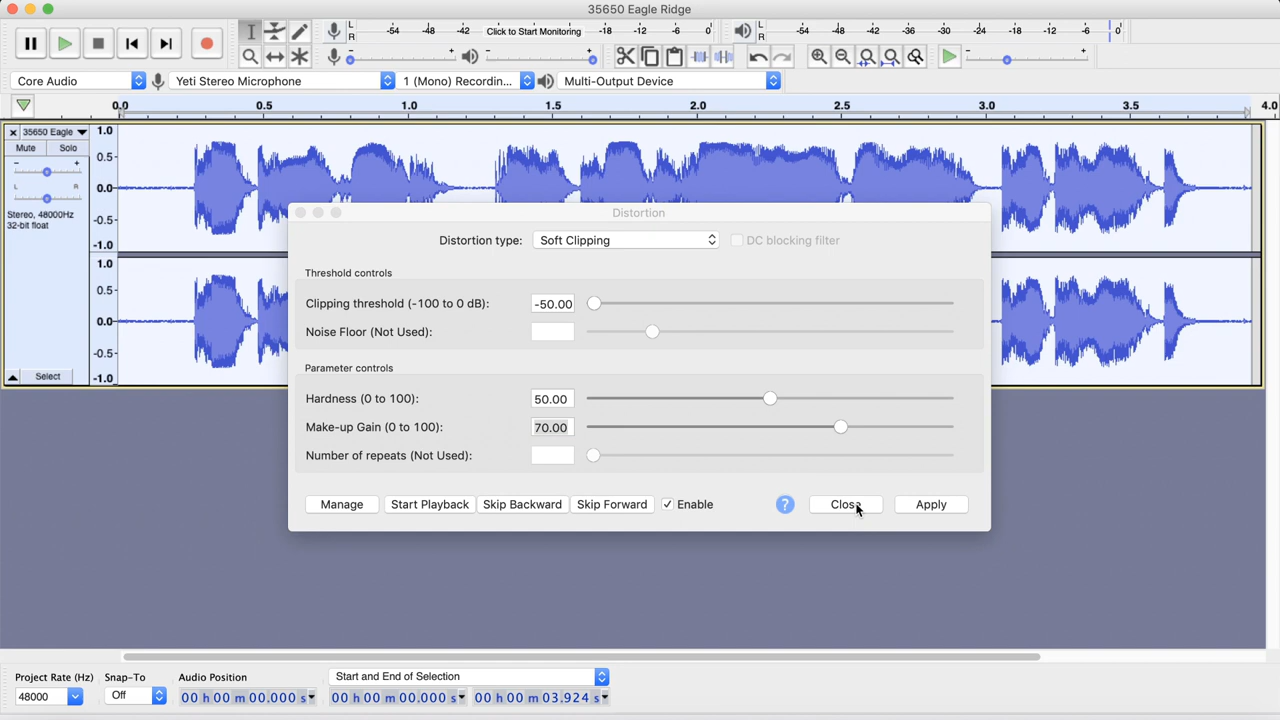 35650 Eagle Ridge
L
R
-54 -48 -42 Click to Start Monitoring -18 -12 -6 0
L
R
-54 -48 -42 -36 -30 -24 -18 -12 -6 0
- +
- +
- +
Core Audio
Yeti Stereo Microphone
1 (Mono) Recordin...
Multi-Output Device
0.0 0.5 1.0 1.5 2.0 2.5 3.0 3.5 4.0
× 35650 Eagle
Mute Solo
- +
L R
Stereo, 48000Hz
32-bit float
Select
1.0
0.5-
0.0-
-0.5-
-1.0
1.0
0.5-
0.0-
-0.5-
-1.0
Distortion
Distortion type: Soft Clipping DC blocking filter
Threshold controls
Clipping threshold (-100 to 0 dB): -50.00
Noise Floor (Not Used):
Parameter controls
Hardness (0 to 100): 50.00
Make-up Gain (0 to 100): 70.00
Number of repeats (Not Used):
Manage Start Playback Skip Backward Skip Forward Enable ? Close Apply
Project Rate (Hz) Snap-To Audio Position Start and End of Selection
48000 Off 00 h 00 m 00.000 s 00 h 00 m 00.000 s 00 h 00 m 03.924 s